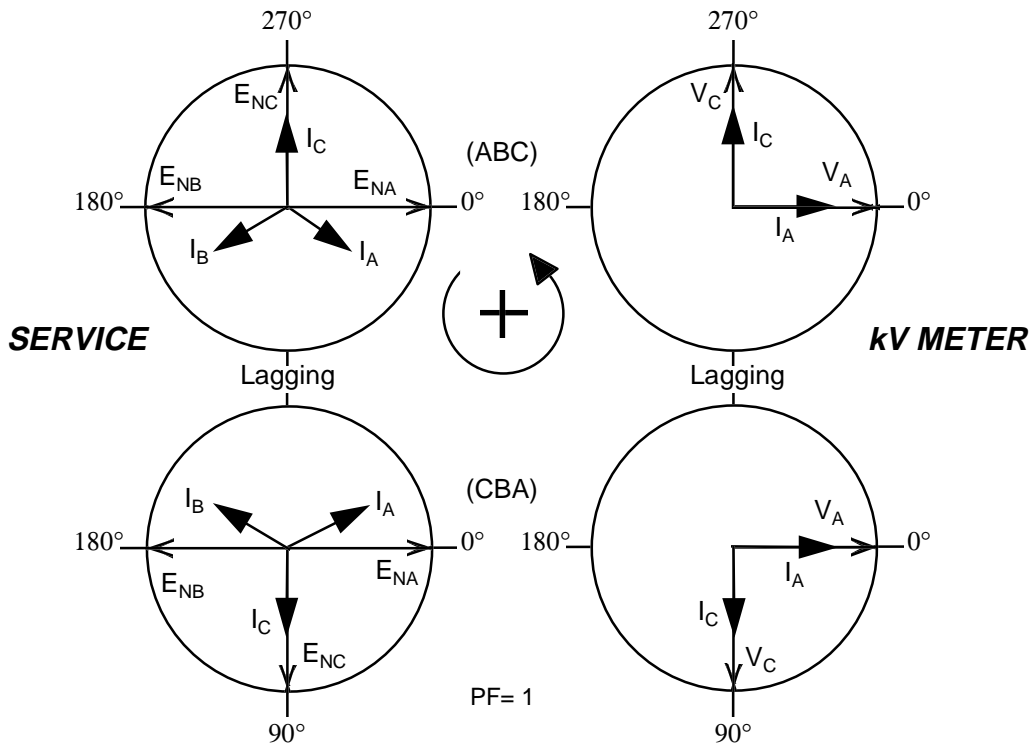 270°
270°
E_NC
V_C
I_C
I_C
(ABC)
E_NB
E_NA
V_A
180°
0°
180°
0°
I_B
I_A
I_A
SERVICE
kV METER
Lagging
Lagging
(CBA)
I_B
I_A
V_A
180°
0°
180°
0°
E_NB
E_NA
I_A
I_C
I_C
E_NC
V_C
PF= 1
90°
90°